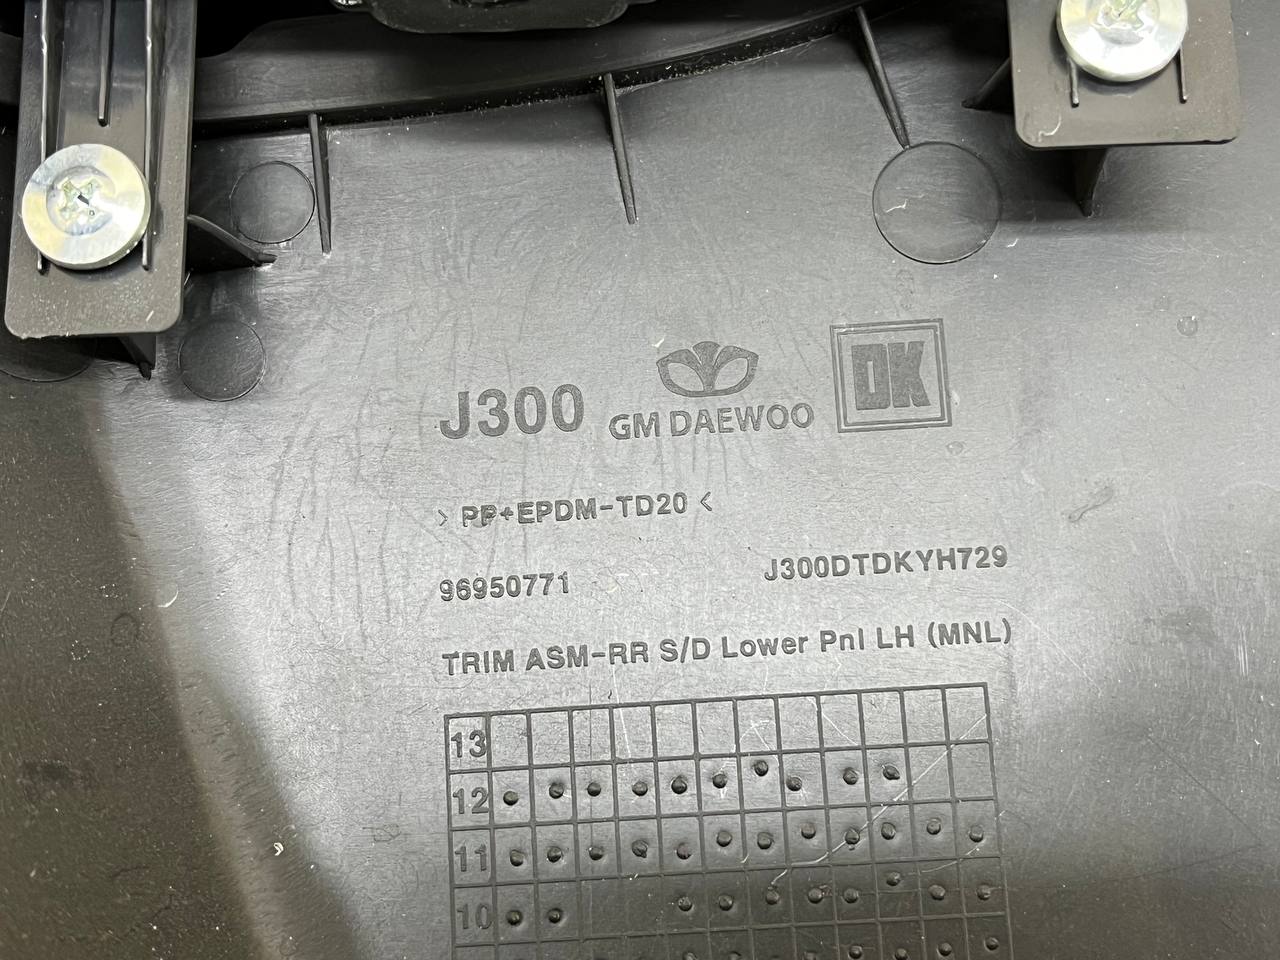 J300 GM DAEWOO DK
> PP+EPDM-TD20 <
96950771 J300DTDKYH729
TRIM ASM-RR S/D Lower Pnl LH (MNL)
13
12
11
10